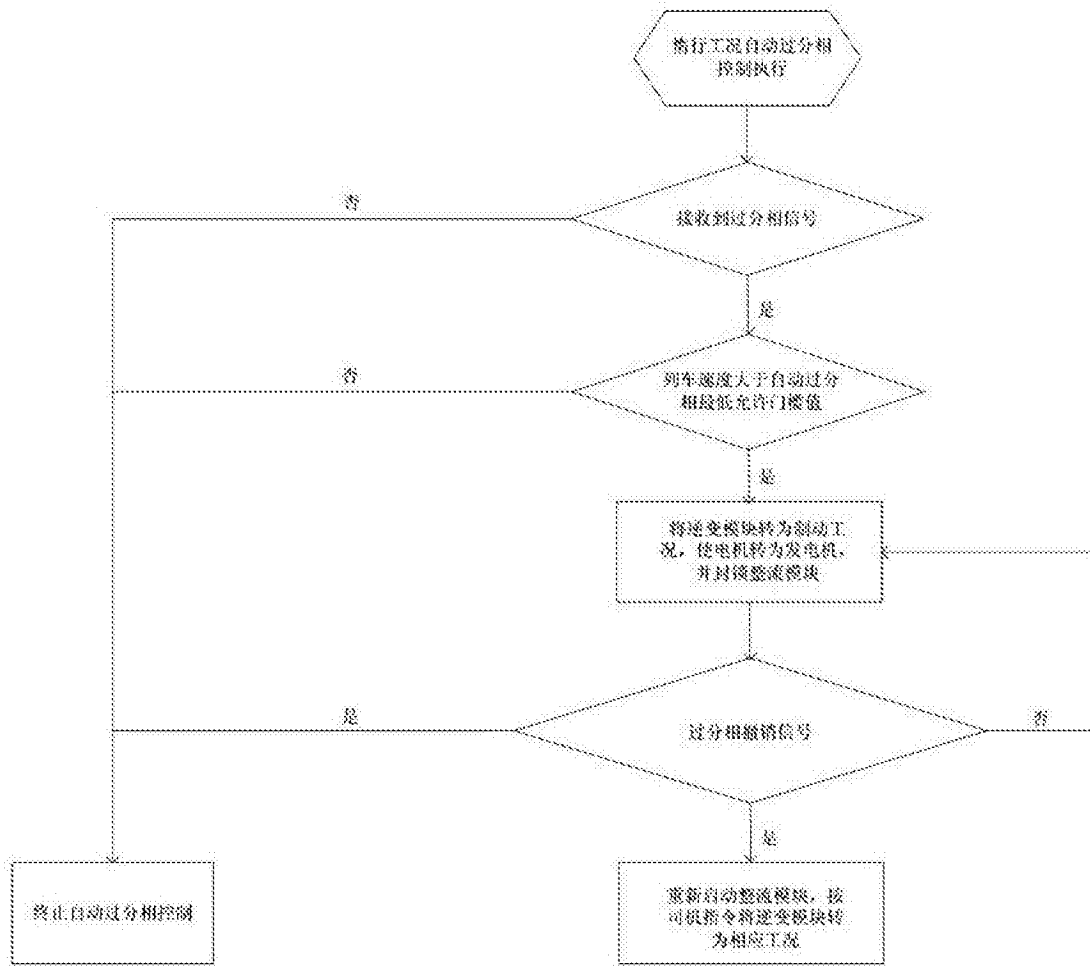 惰行工况自动过分相
控制执行
否
接收到过分相信号
是
否
列车速度大于自动过分
相最低允许门槛值
是
将逆变模块转为制动工
况，使电机转为发电机，
并封锁整流模块
是
过分相撤销信号
否
是
终止自动过分相控制
重新启动整流模块，按
司机指令将逆变模块转
为相应工况